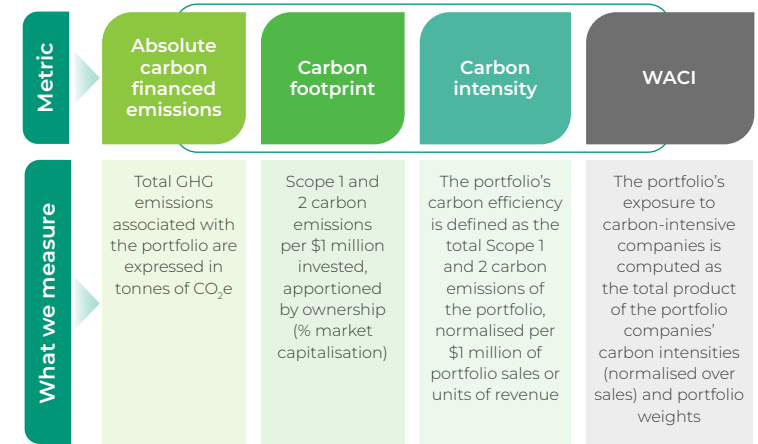 Metric
Absolute
carbon
financed
emissions
Carbon
footprint
Carbon
intensity
WACI
What we measure
Total GHG
emissions
associated with
the portfolio are
expressed in
tonnes of CO₂e
Scope 1 and
2 carbon
emissions
per $1 million
invested,
apportioned
by ownership
(% market
capitalisation)
The portfolio’s
carbon efficiency
is defined as the
total Scope 1
and 2 carbon
emissions of
the portfolio,
normalised per
$1 million of
portfolio sales or
units of revenue
The portfolio’s
exposure to
carbon-intensive
companies is
computed as
the total product
of the portfolio
companies’
carbon intensities
(normalised over
sales) and portfolio
weights